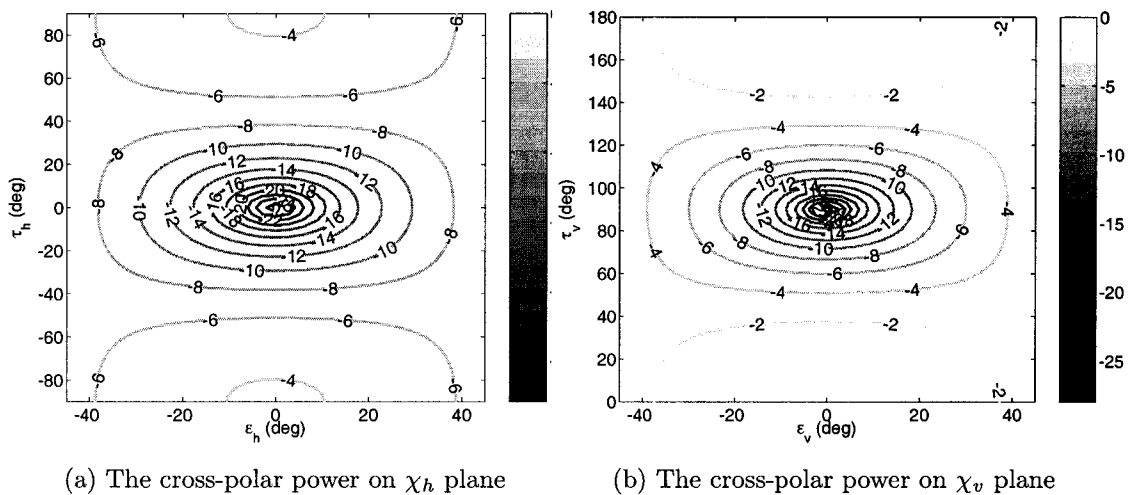 -6 -4 -6
80
60
-6 -6
40
-8 -8
-10 -10
20
-8 -12 -12 -8
-16 18
-14 -20
0
-10 -12 -14 -16 -18 -22
-20
-14
-12
-10
-40
-8 -8
-60
-6 -6
-80
-6 -4 -6
-40 -20 0 20 40
τh (deg)
εh (deg)
180
-2
160
140
-2 -2
120
-4 -4
-6 -6
100
-8 -8
-10 -12 -14 -10
80
-4 -12 16 -12 -4
-6 -8 -10 -8 -6
60
-6
-4 -4
40
-2 -2
20
0
-2
-40 -20 0 20 40
τv (deg)
εv (deg)
0
-5
-10
-15
-20
-25
(a) The cross-polar power on χh plane
(b) The cross-polar power on χv plane